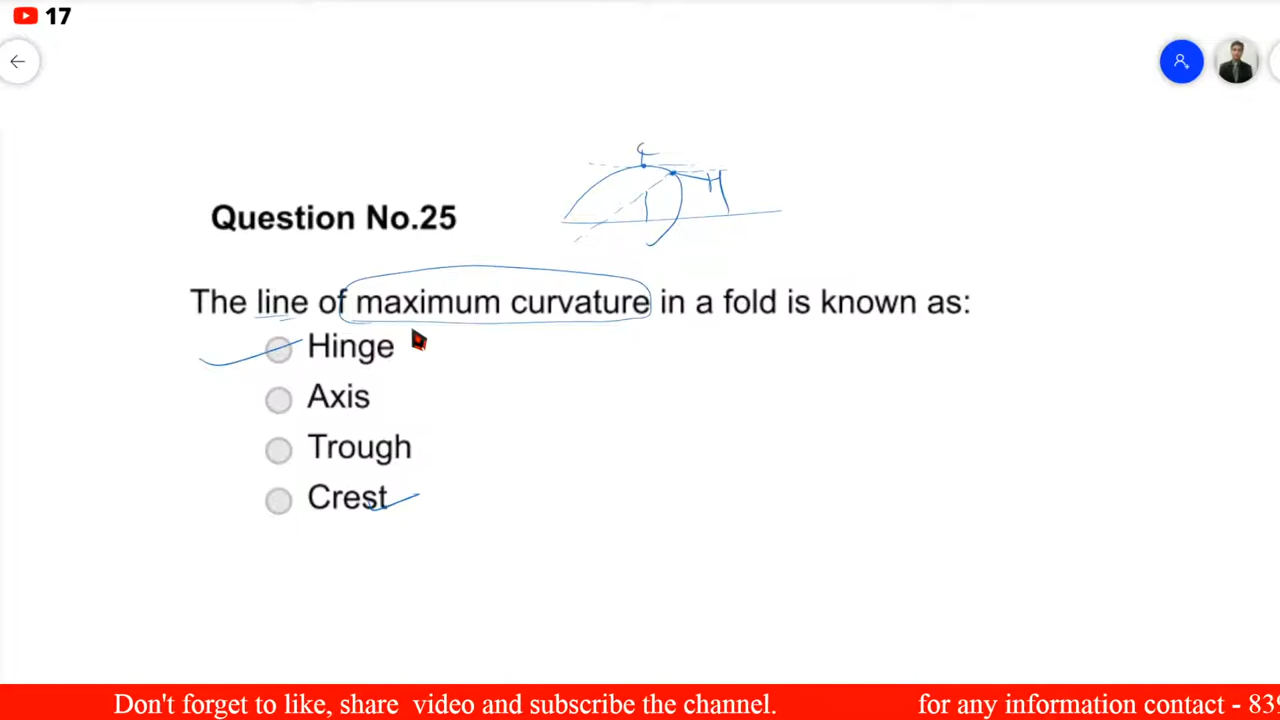 17
C
H
Question No.25
The line of maximum curvature in a fold is known as:
Hinge
Axis
Trough
Crest
Don't forget to like, share video and subscribe the channel. for any information contact - 839